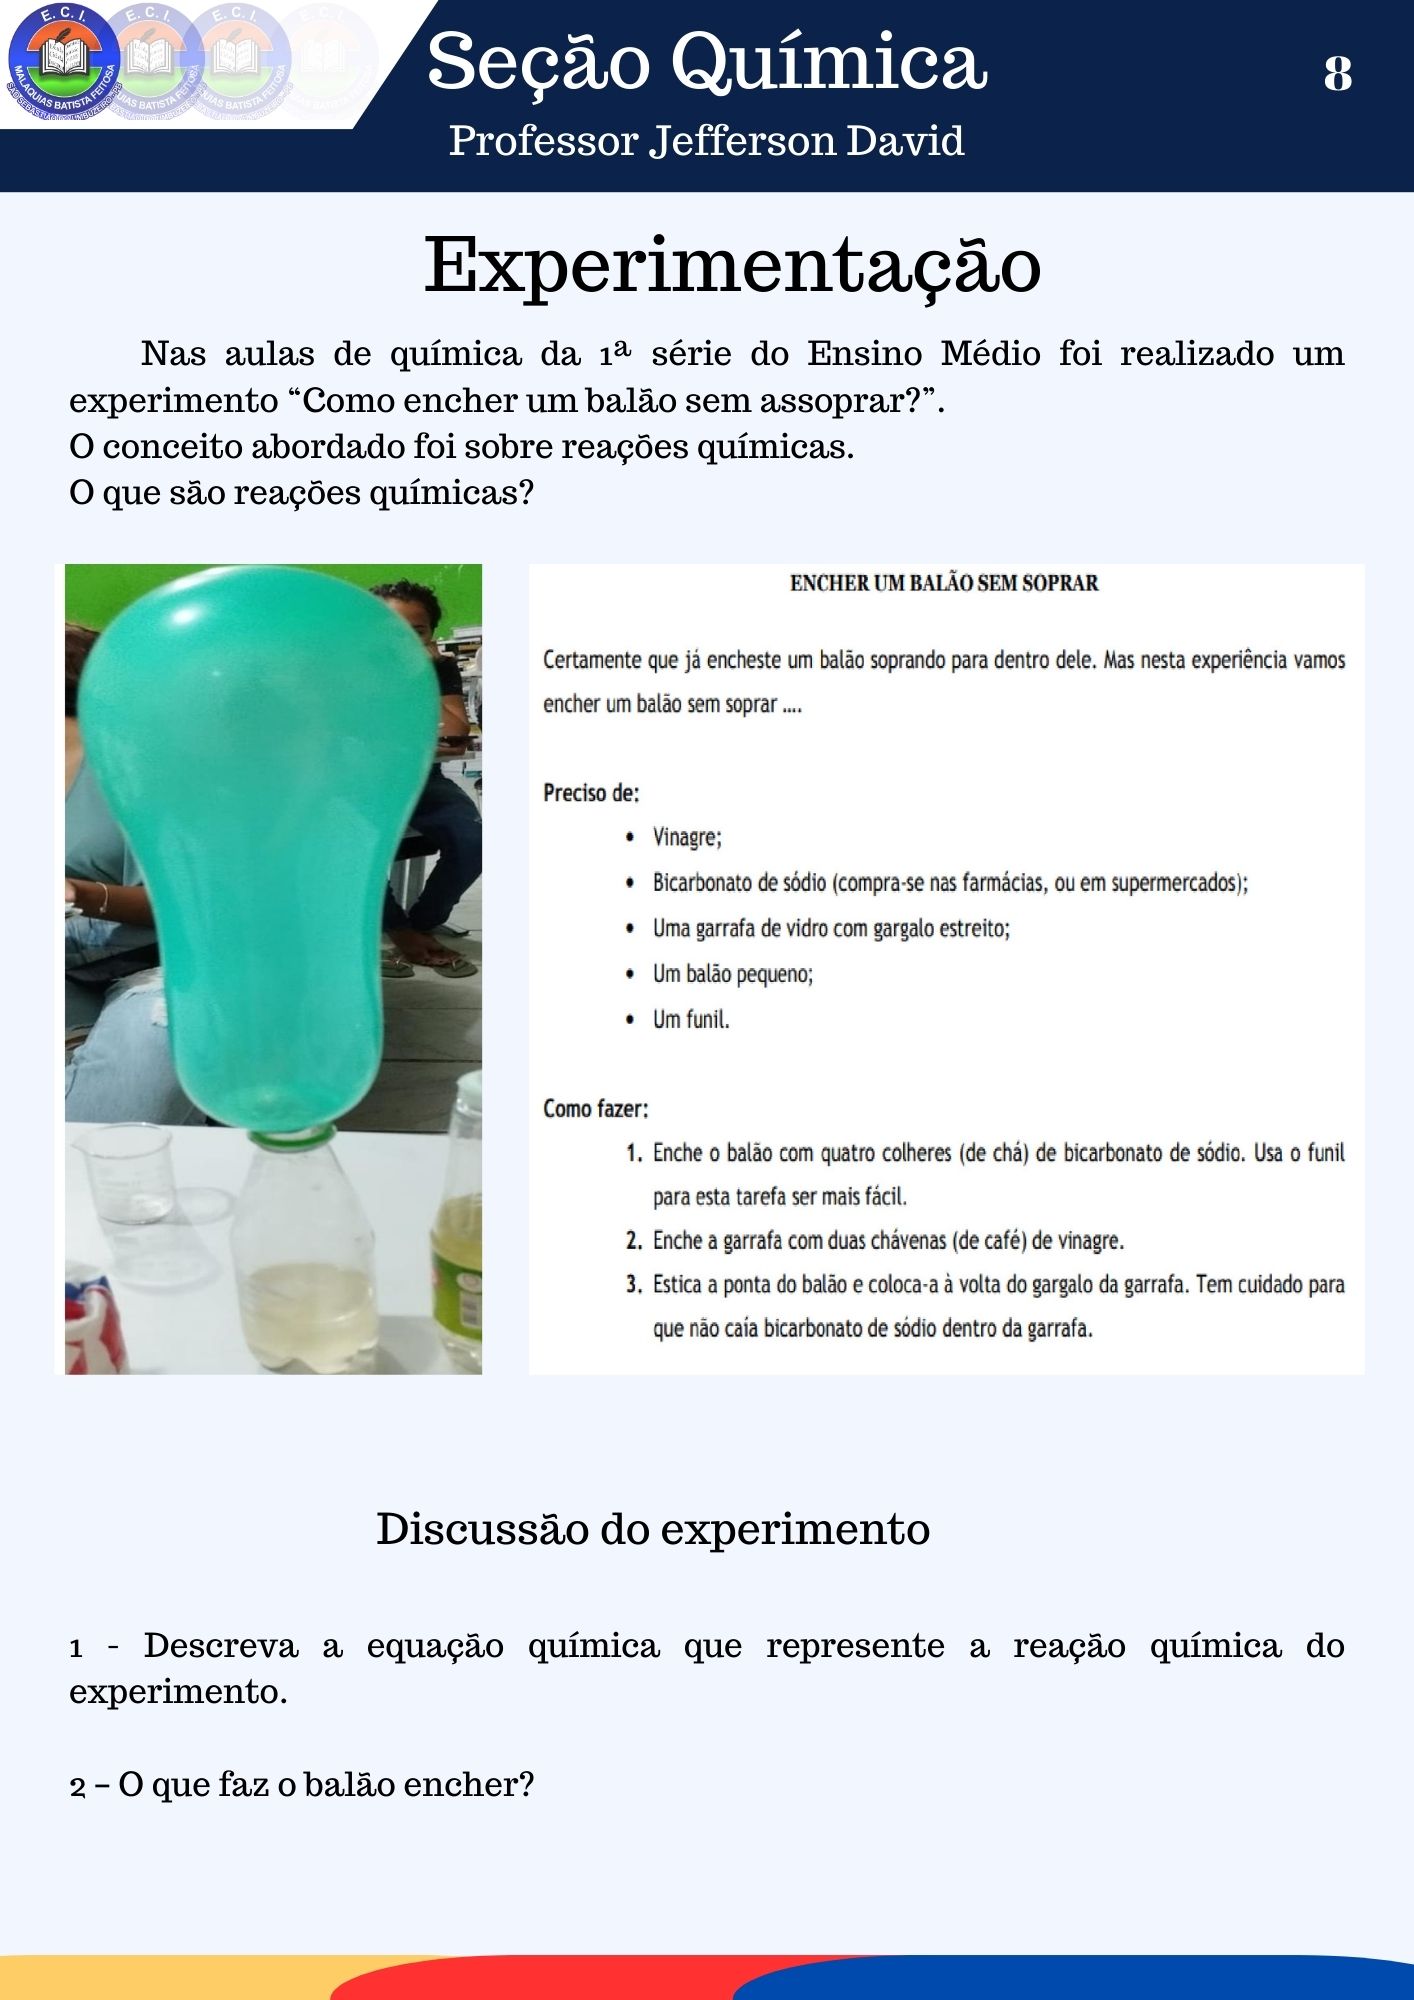 E. C. I.
MALAQUIAS BATISTA FEITOSA
E. C. I.
E. C. I.
Seção Química
8
Professor Jefferson David
Experimentação
Nas aulas de química da 1ª série do Ensino Médio foi realizado um
experimento “Como encher um balão sem assoprar?”.
O conceito abordado foi sobre reações químicas.
O que são reações químicas?
ENCHER UM BALÃO SEM SOPRAR
Certamente que já encheste um balão soprando para dentro dele. Mas nesta experiência vamos
encher um balão sem soprar ....
Preciso de:
• Vinagre;
• Bicarbonato de sódio (compra-se nas farmácias, ou em supermercados);
• Uma garrafa de vidro com gargalo estreito;
• Um balão pequeno;
• Um funil.
Como fazer:
1. Enche o balão com quatro colheres (de chá) de bicarbonato de sódio. Usa o funil
para esta tarefa ser mais fácil.
2. Enche a garrafa com duas chávenas (de café) de vinagre.
3. Estica a ponta do balão e coloca-a à volta do gargalo da garrafa. Tem cuidado para
que não caía bicarbonato de sódio dentro da garrafa.
Discussão do experimento
1 - Descreva a equação química que represente a reação química do
experimento.
2 – O que faz o balão encher?